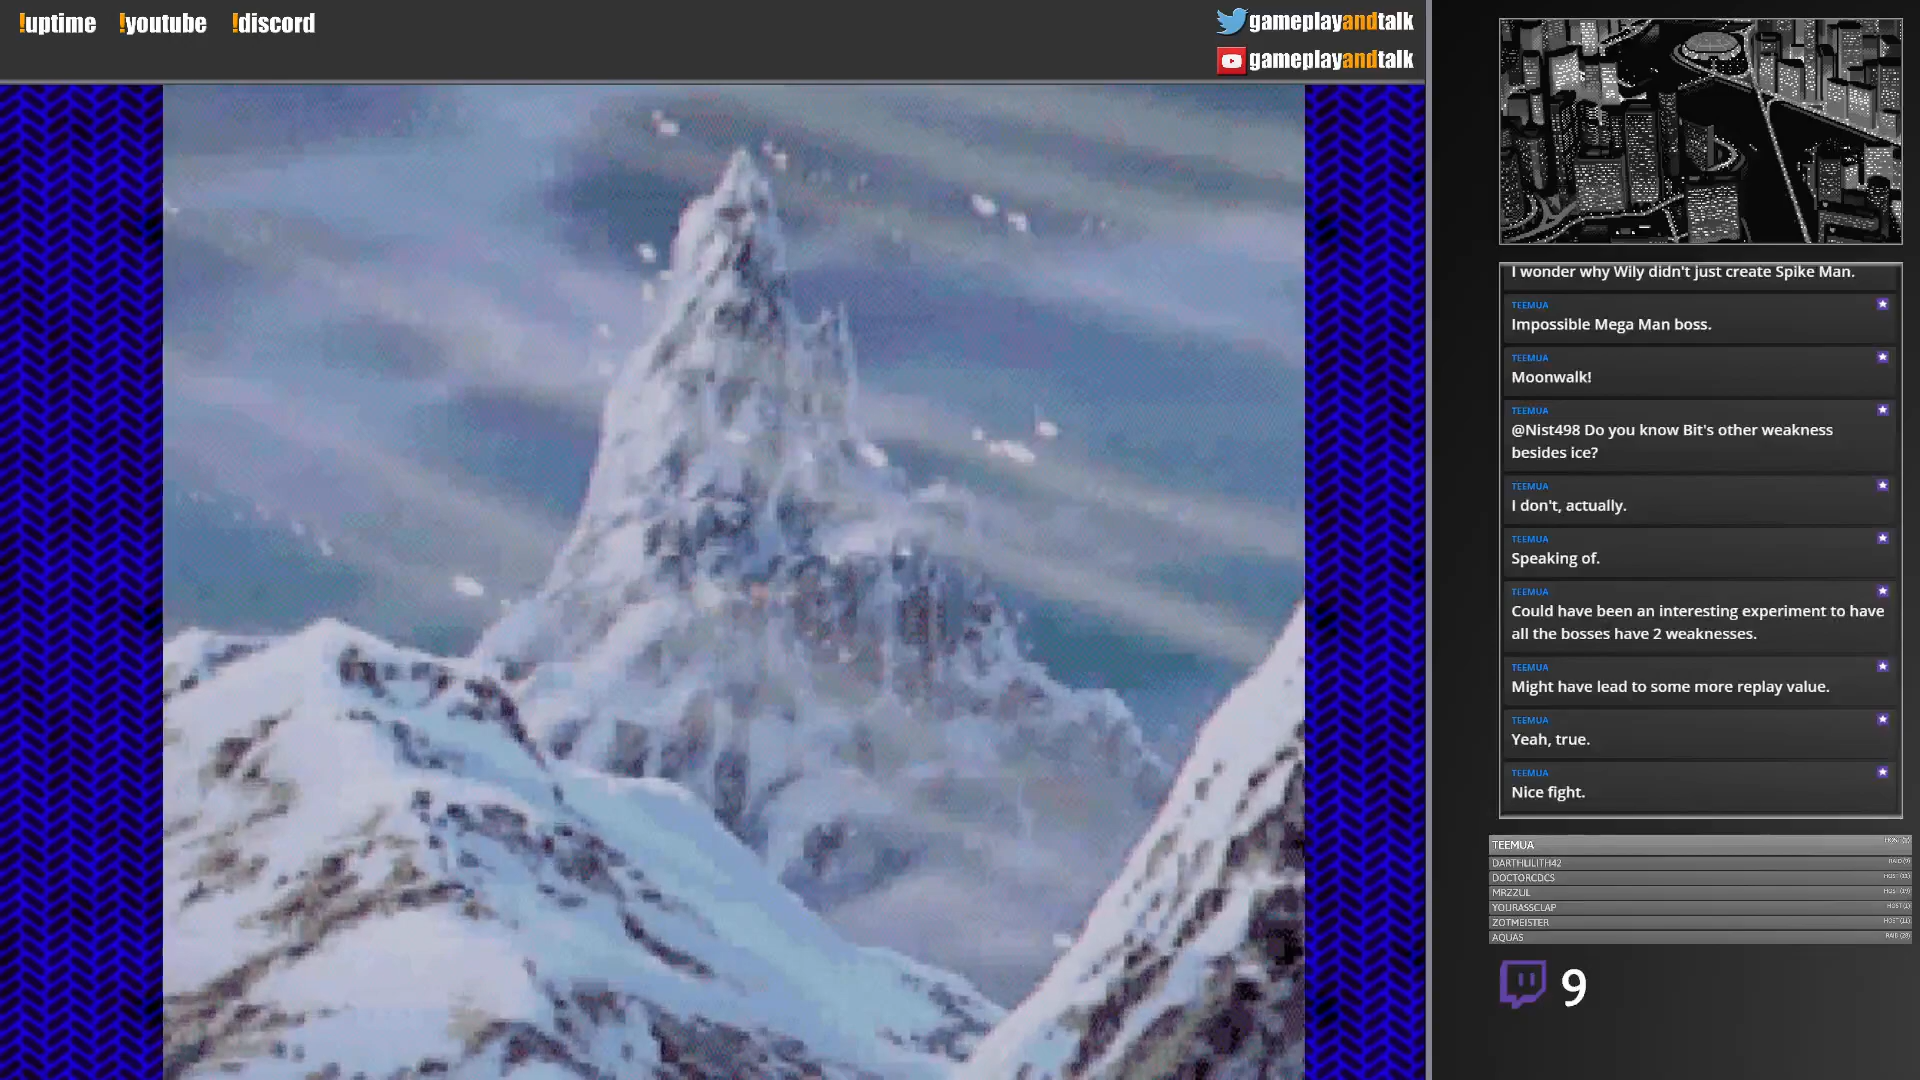 !uptime !youtube !discord
gameplayandtalk
gameplayandtalk
I wonder why Wily didn't just create Spike Man.
TEEMUA
Impossible Mega Man boss.
TEEMUA
Moonwalk!
TEEMUA
@Nist498 Do you know Bit's other weakness
besides ice?
TEEMUA
I don't, actually.
TEEMUA
Speaking of.
TEEMUA
Could have been an interesting experiment to have
all the bosses have 2 weaknesses.
TEEMUA
Might have lead to some more replay value.
TEEMUA
Yeah, true.
TEEMUA
Nice fight.
TEEMUA
DARTHLILITH42
DOCTORCDCS
MRZZUL
YOURASSCLAP
ZOTMEISTER
AQUAS
9